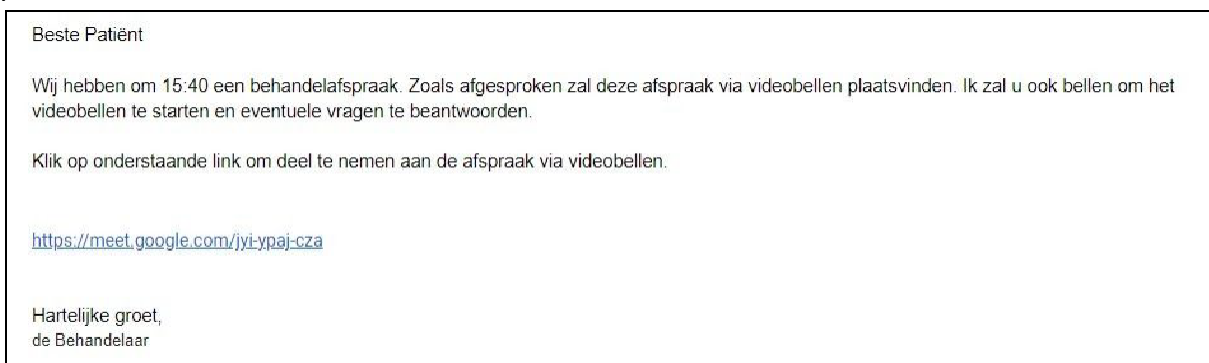 Beste Patiënt
Wij hebben om 15:40 een behandelafspraak. Zoals afgesproken zal deze afspraak via videobellen plaatsvinden. Ik zal u ook bellen om het
videobellen te starten en eventuele vragen te beantwoorden.
Klik op onderstaande link om deel te nemen aan de afspraak via videobellen.
https://meet.google.com/jyi-ypaj-cza
Hartelijke groet,
de Behandelaar